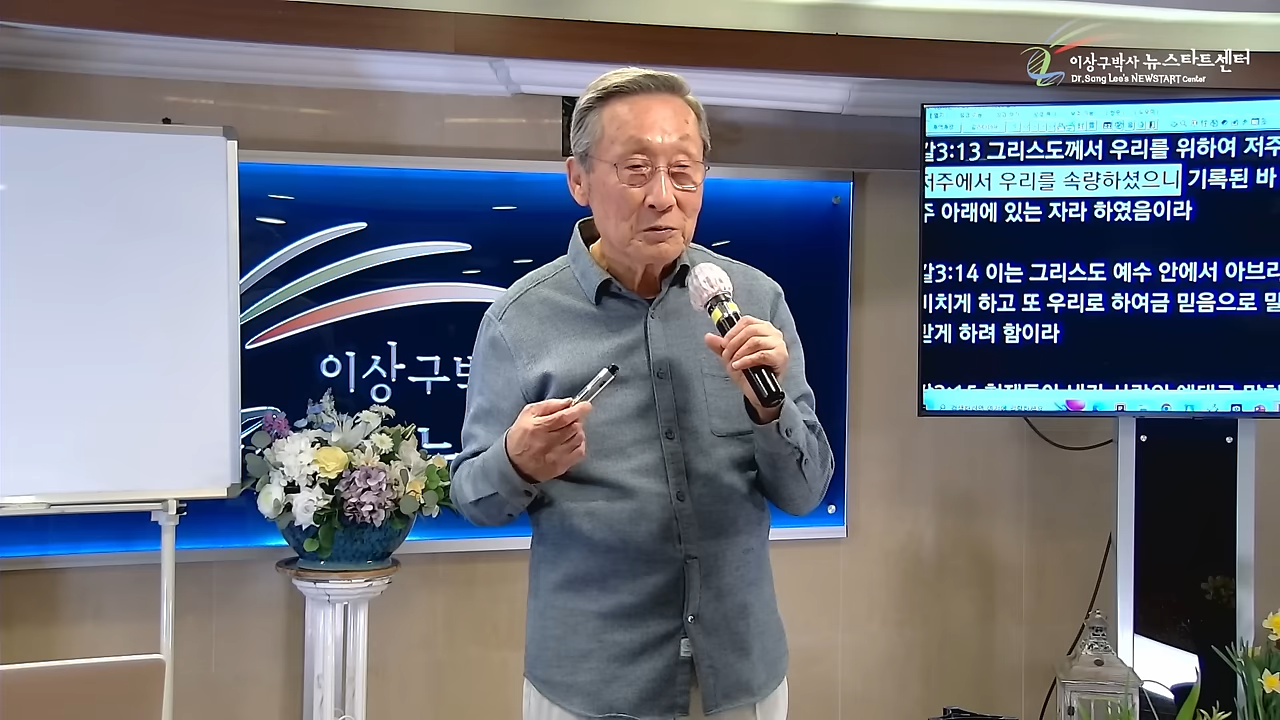 이상구박사 뉴스타트센터
Dr. Sang Lee's NEWSTART Center
갈3:13 그리스도께서 우리를 위하여 저주
저주에서 우리를 속량하셨으니 기록된 바
주 아래에 있는 자라 하였음이라
갈3:14 이는 그리스도 예수 안에서 아브라
미치게 하고 또 우리로 하여금 믿음으로 말
받게 하려 함이라
이상구박